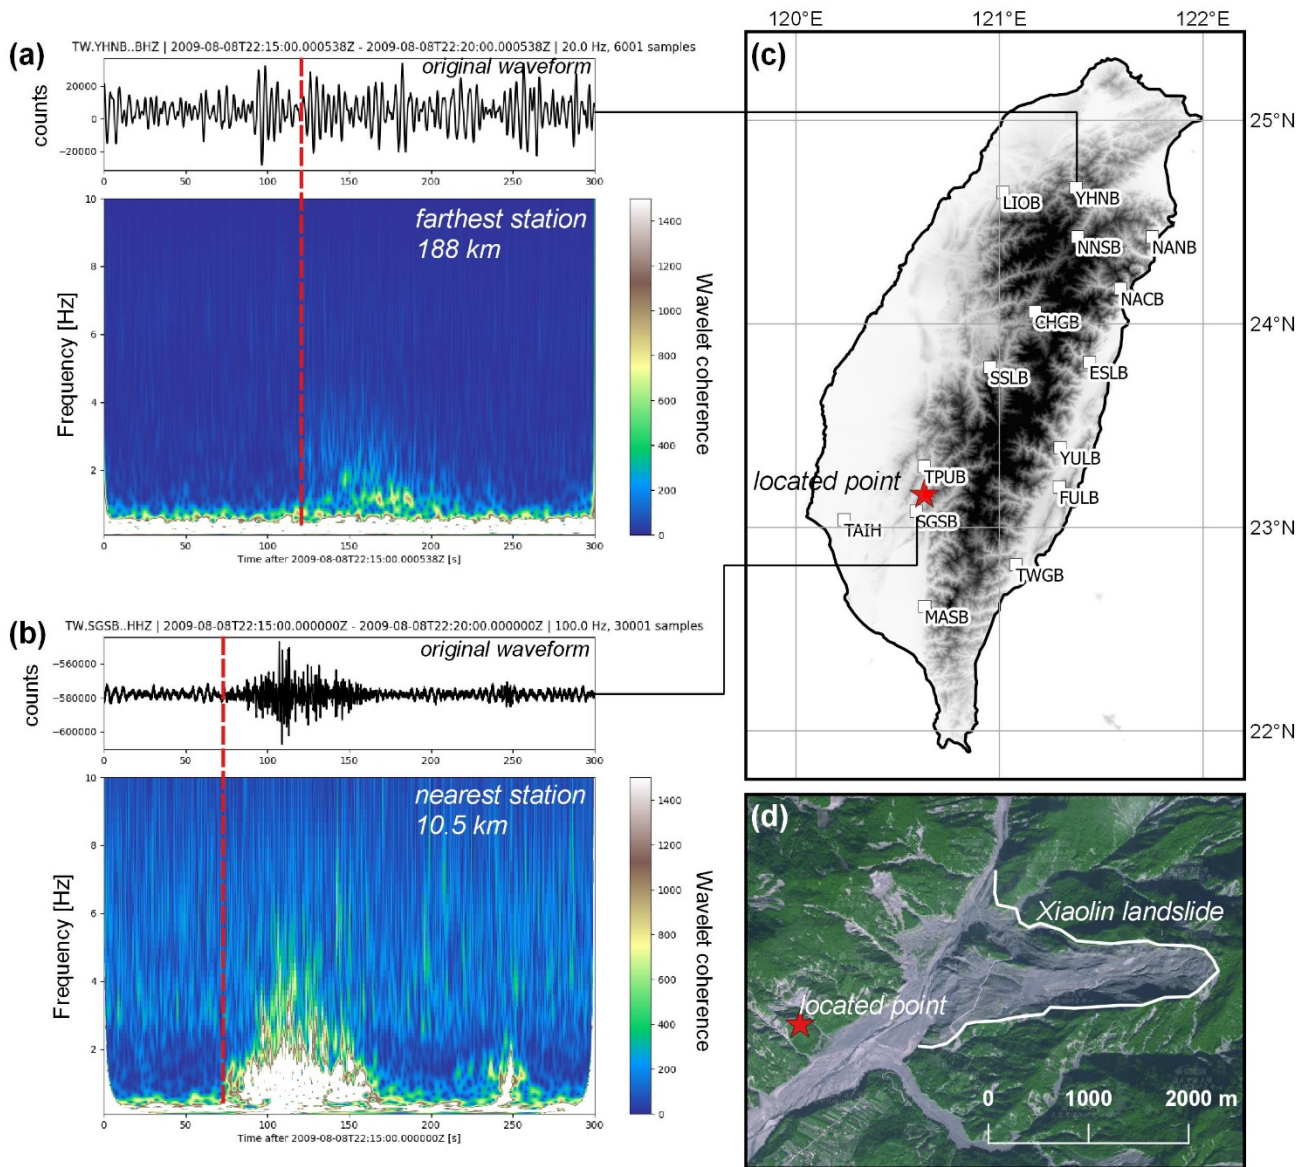 (a)
TW.YHNB..BHZ | 2009-08-08T22:15:00.000538Z - 2009-08-08T22:20:00.000538Z | 20.0 Hz, 6001 samples
original waveform
counts
20000
0
−20000
0 50 100 150 200 250 300
farthest station
188 km
Frequency [Hz]
10
8
6
4
2
0 50 100 150 200 250 300
Time after 2009-08-08T22:15:00.000538Z [s]
1400
1200
1000
800
600
400
200
0
Wavelet coherence
(b)
TW.SGSB..HHZ | 2009-08-08T22:15:00.000000Z - 2009-08-08T22:20:00.000000Z | 100.0 Hz, 30001 samples
original waveform
counts
−560000
−580000
−600000
0 50 100 150 200 250 300
nearest station
10.5 km
Frequency [Hz]
10
8
6
4
2
0 50 100 150 200 250 300
Time after 2009-08-08T22:15:00.000000Z [s]
1400
1200
1000
800
600
400
200
0
Wavelet coherence
120°E 121°E 122°E
(c)
25°N
24°N
23°N
22°N
LIOB
YHNB
NNSB
NANB
NACB
CHGB
SSLB
ESLB
YULB
TPUB
located point
FULB
SGSB
TAIH
TWGB
MASB
(d)
Xiaolin landslide
located point
0 1000 2000 m